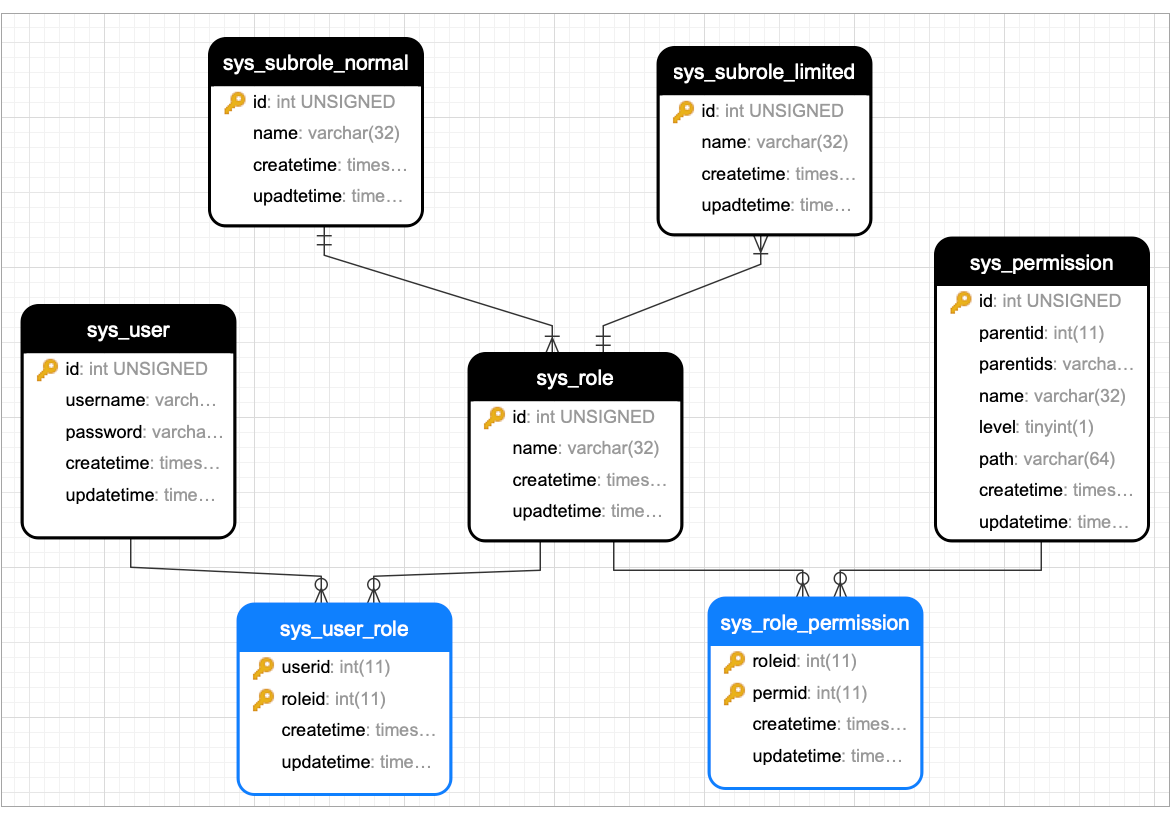 sys_subrole_normal
id: int UNSIGNED
name: varchar(32)
createtime: times...
upadtetime: time...
sys_subrole_limited
id: int UNSIGNED
name: varchar(32)
createtime: times...
upadtetime: time...
sys_permission
id: int UNSIGNED
parentid: int(11)
parentids: varcha...
name: varchar(32)
level: tinyint(1)
path: varchar(64)
createtime: times...
updatetime: time...
sys_user
id: int UNSIGNED
username: varch...
password: varcha...
createtime: times...
updatetime: time...
sys_role
id: int UNSIGNED
name: varchar(32)
createtime: times...
upadtetime: time...
sys_user_role
userid: int(11)
roleid: int(11)
createtime: times...
updatetime: time...
sys_role_permission
roleid: int(11)
permid: int(11)
createtime: times...
updatetime: time...